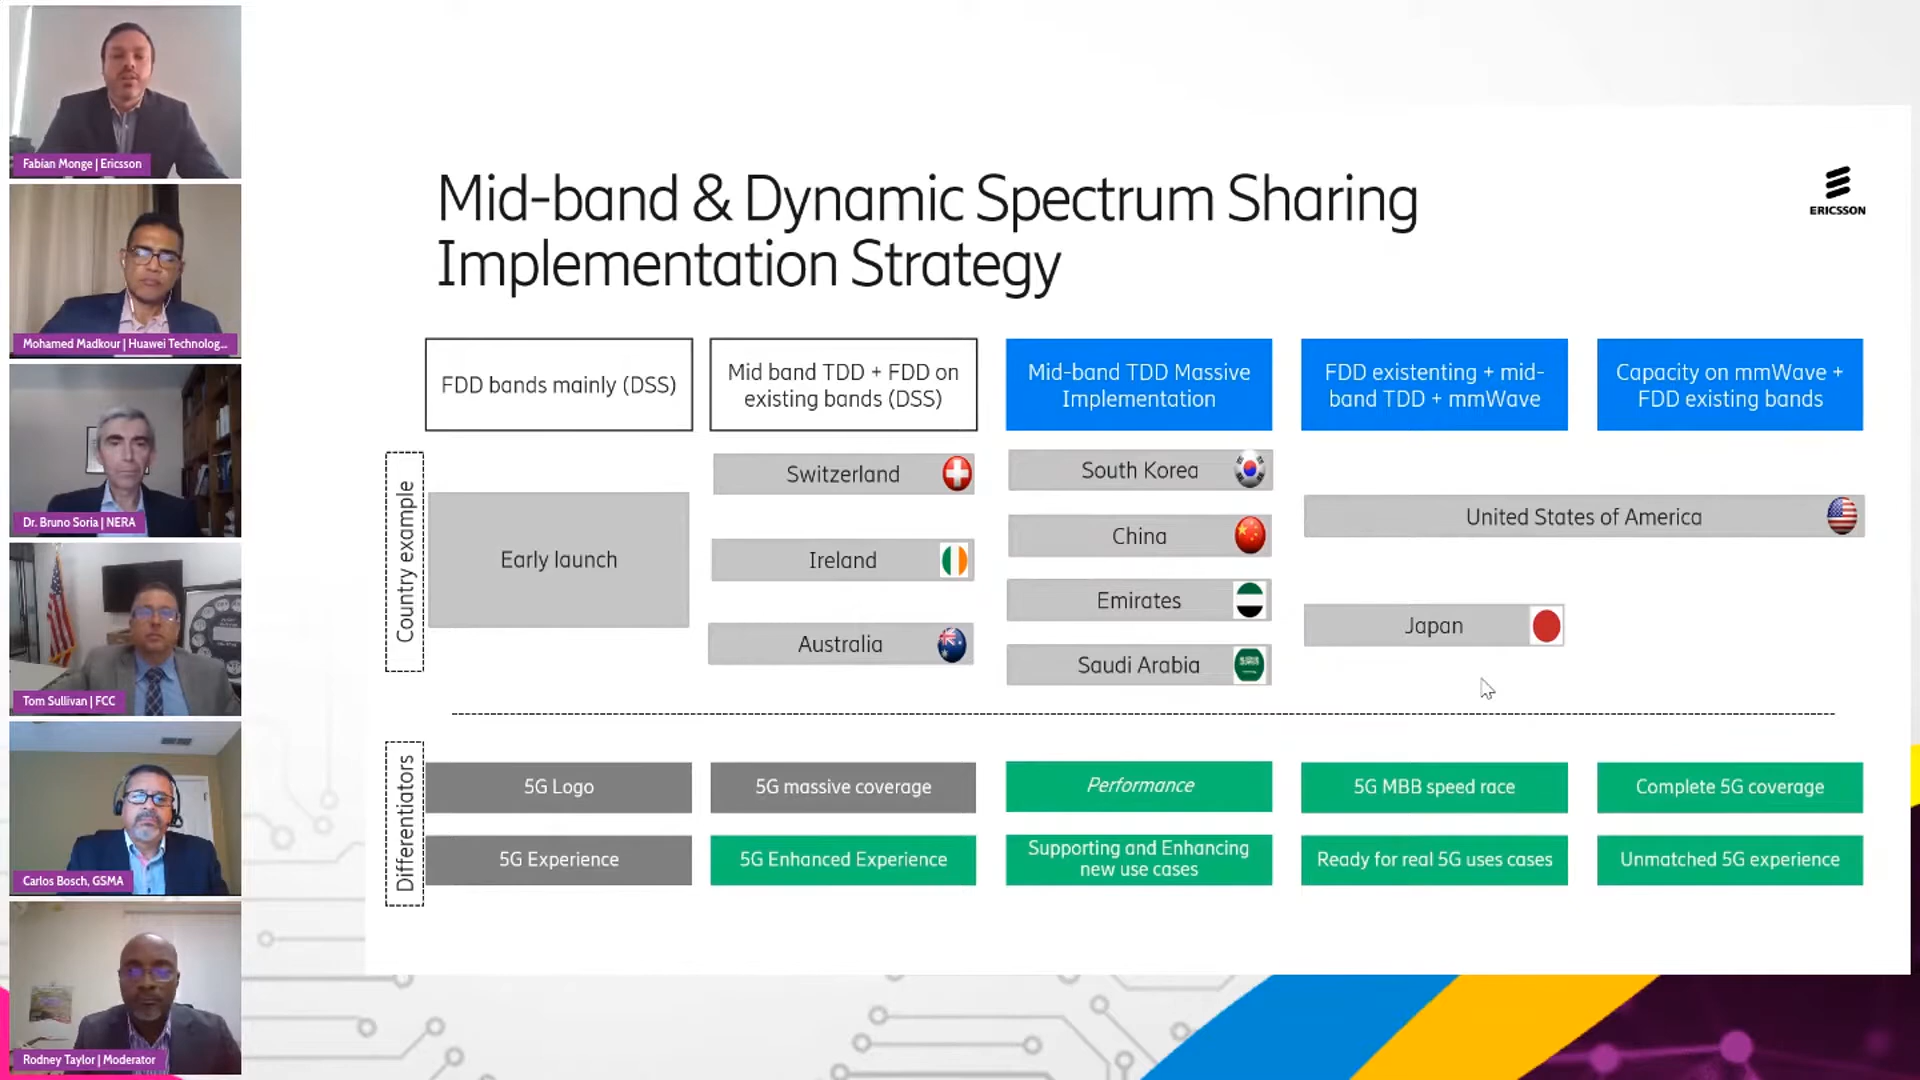 Fabian Monge | Ericsson
Mohamed Madkour | Huawei Technolog...
Dr. Bruno Soria | NERA
Tom Sullivan | FCC
Carlos Bosch, GSMA
Rodney Taylor | Moderator
Mid-band & Dynamic Spectrum Sharing
Implementation Strategy
ERICSSON
FDD bands mainly (DSS)
Mid band TDD + FDD on
existing bands (DSS)
Mid-band TDD Massive
Implementation
FDD existenting + mid-
band TDD + mmWave
Capacity on mmWave +
FDD existing bands
Country example
Early launch
Switzerland
Ireland
Australia
South Korea
China
Emirates
Saudi Arabia
United States of America
Japan
Differentiators
5G Logo
5G massive coverage
Performance
5G MBB speed race
Complete 5G coverage
5G Experience
5G Enhanced Experience
Supporting and Enhancing
new use cases
Ready for real 5G uses cases
Unmatched 5G experience